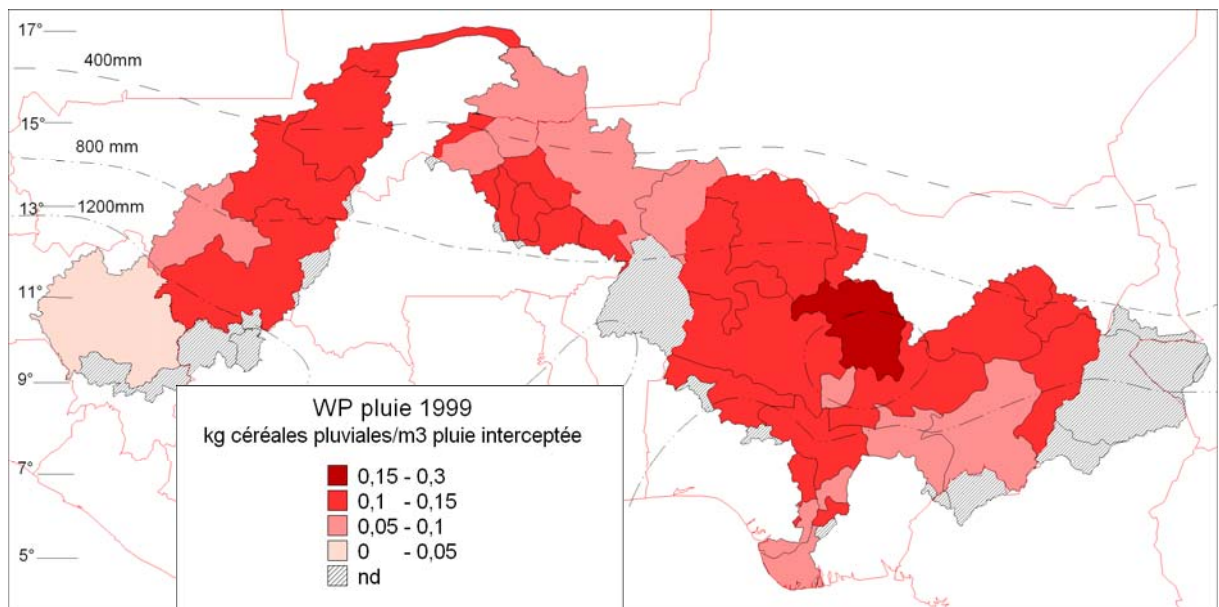 17°
400mm
15°
800 mm
13°
1200mm
11°
9°
7°
5°
WP pluie 1999
kg céréales pluviales/m3 pluie interceptée
0,15 - 0,3
0,1 - 0,15
0,05 - 0,1
0 - 0,05
nd